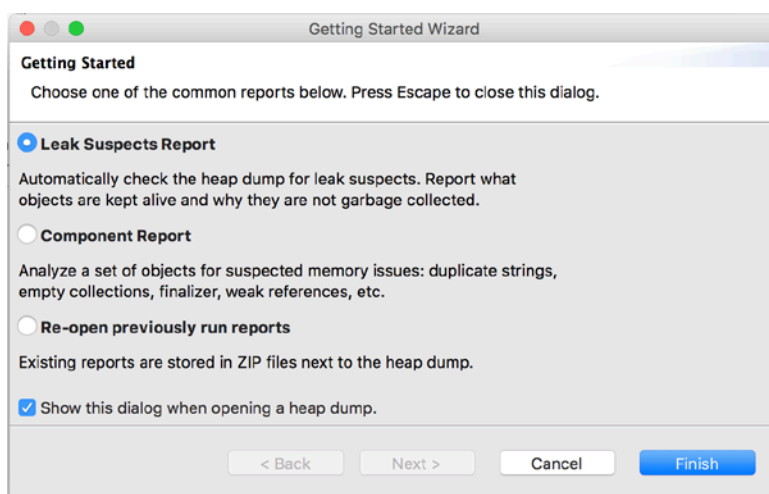 Getting Started Wizard
Getting Started
Choose one of the common reports below. Press Escape to close this dialog.
Leak Suspects Report
Automatically check the heap dump for leak suspects. Report what
objects are kept alive and why they are not garbage collected.
Component Report
Analyze a set of objects for suspected memory issues: duplicate strings,
empty collections, finalizer, weak references, etc.
Re-open previously run reports
Existing reports are stored in ZIP files next to the heap dump.
Show this dialog when opening a heap dump.
< Back Next > Cancel Finish